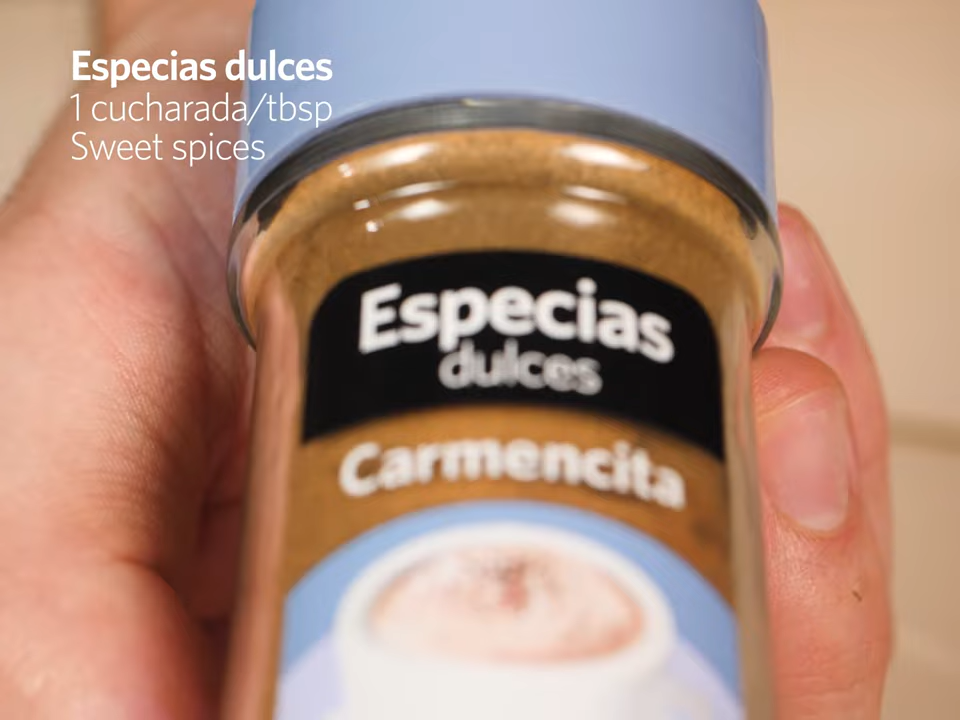 Especias dulces
1 cucharada/tbsp
Sweet spices
Especias
dulces
Carmencita